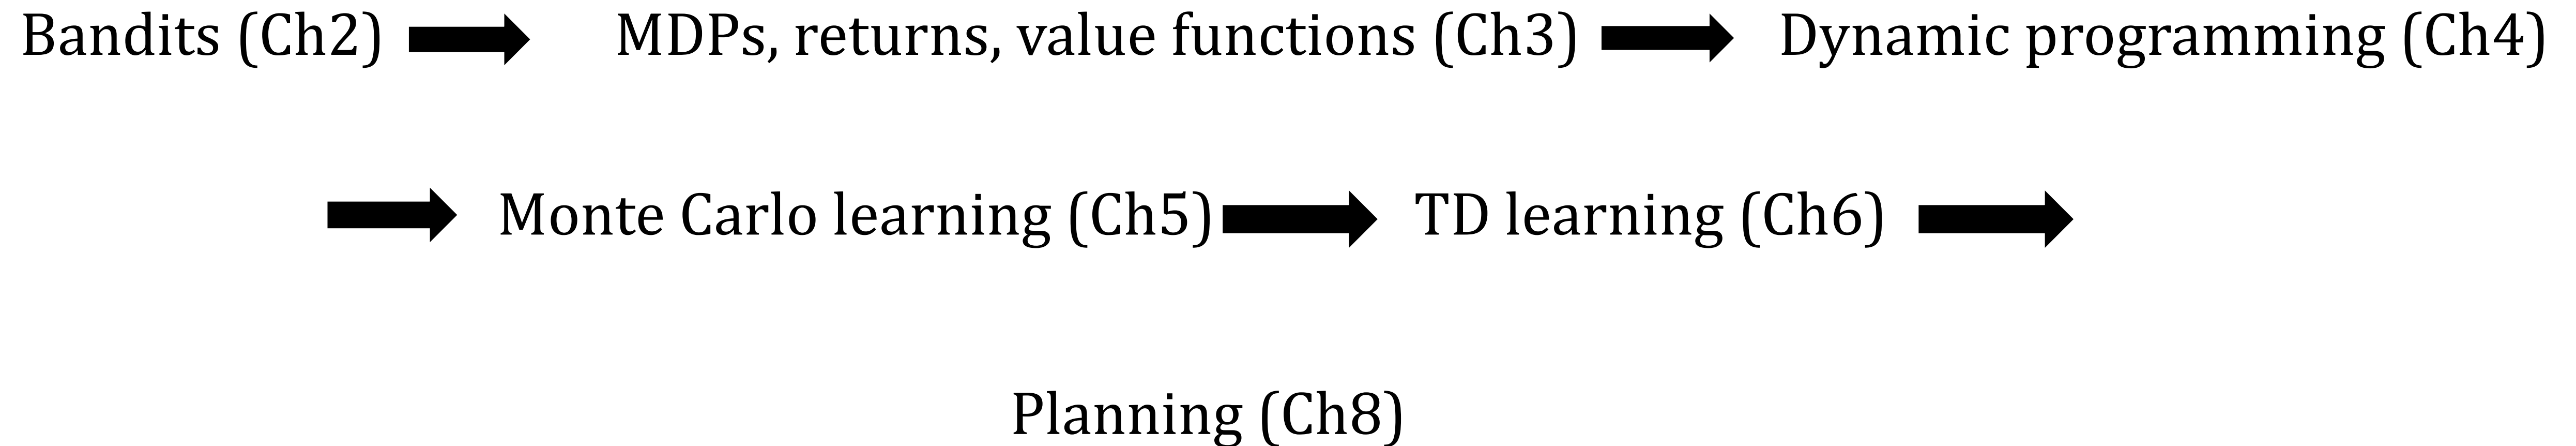 Bandits (Ch2) MDPs, returns, value functions (Ch3) Dynamic programming (Ch4)
Monte Carlo learning (Ch5) TD learning (Ch6)
Planning (Ch8)